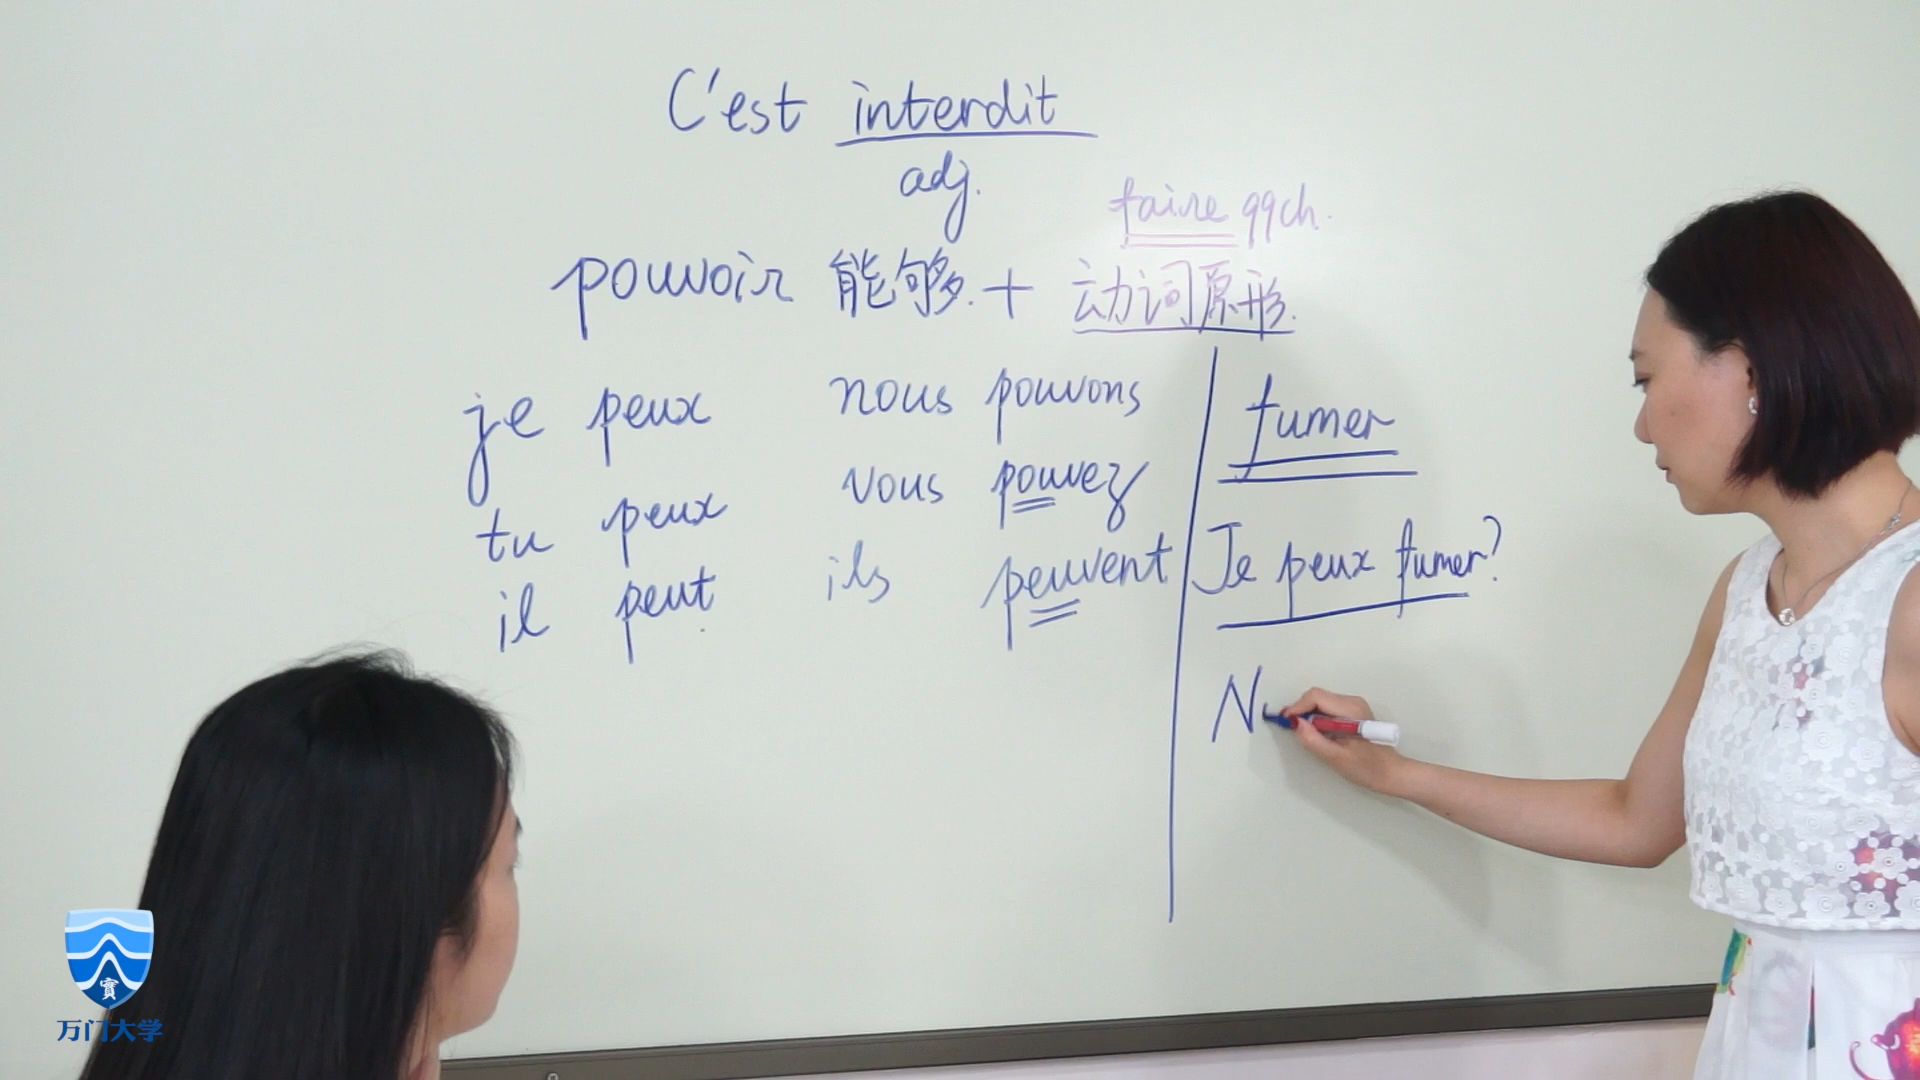 C'est interdit
adj.
faire qqch.
pouvoir 能够.+ 动词原形.
je peux nous pouvons
tu peux vous pouvez
il peut ils peuvent
fumer
Je peux fumer?
N
實
万门大学